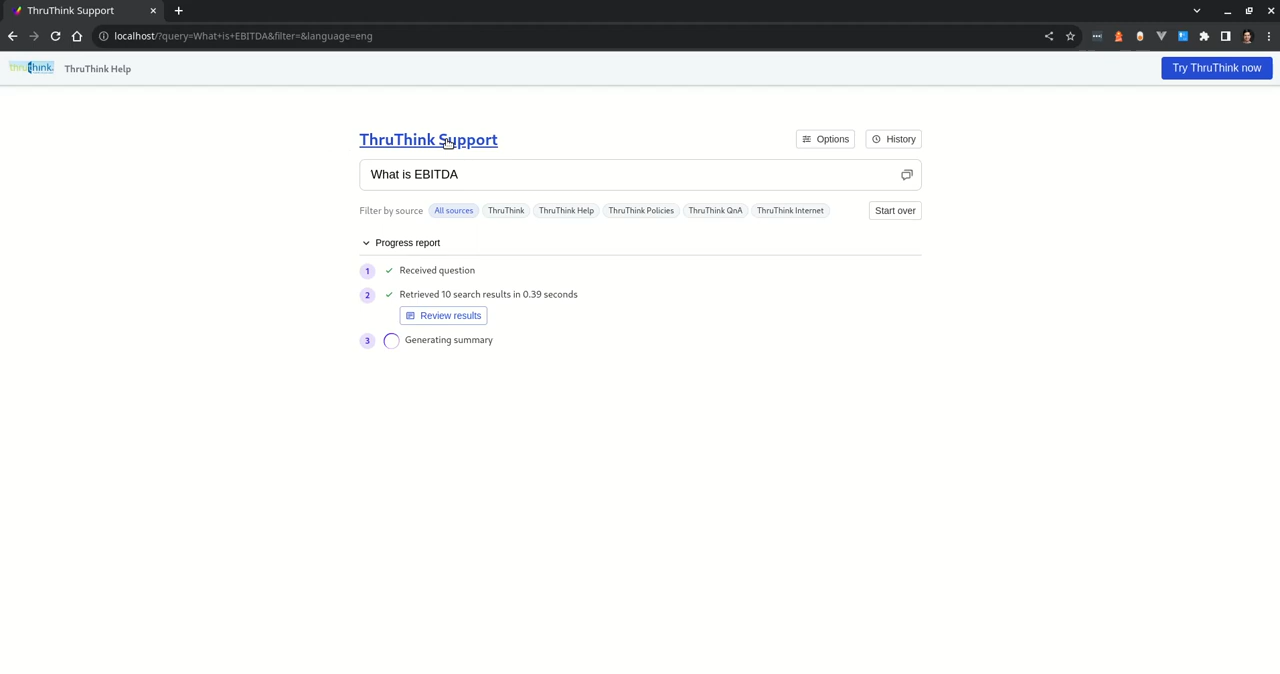 ThruThink Support
localhost/?query=What+is+EBITDA&filter=&language=eng
thruthink. ThruThink Help
Try ThruThink now
ThruThink Support
Options
History
What is EBITDA
Filter by source All sources ThruThink ThruThink Help ThruThink Policies ThruThink QnA ThruThink Internet Start over
Progress report
1 Received question
2 Retrieved 10 search results in 0.39 seconds
Review results
3 Generating summary